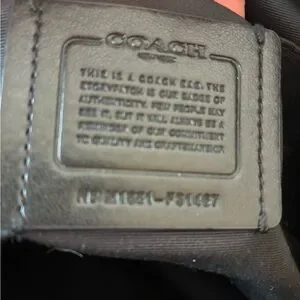 COACH
THIS IS A COACH BAG. THE
STORYPATCH IS OUR BADGE OF
AUTHENTICITY. FEW PEOPLE MAY
SEE IT, BUT IT WILL ALWAYS BE A
REMINDER OF OUR COMMITMENT
TO QUALITY AND CRAFTSMANSHIP